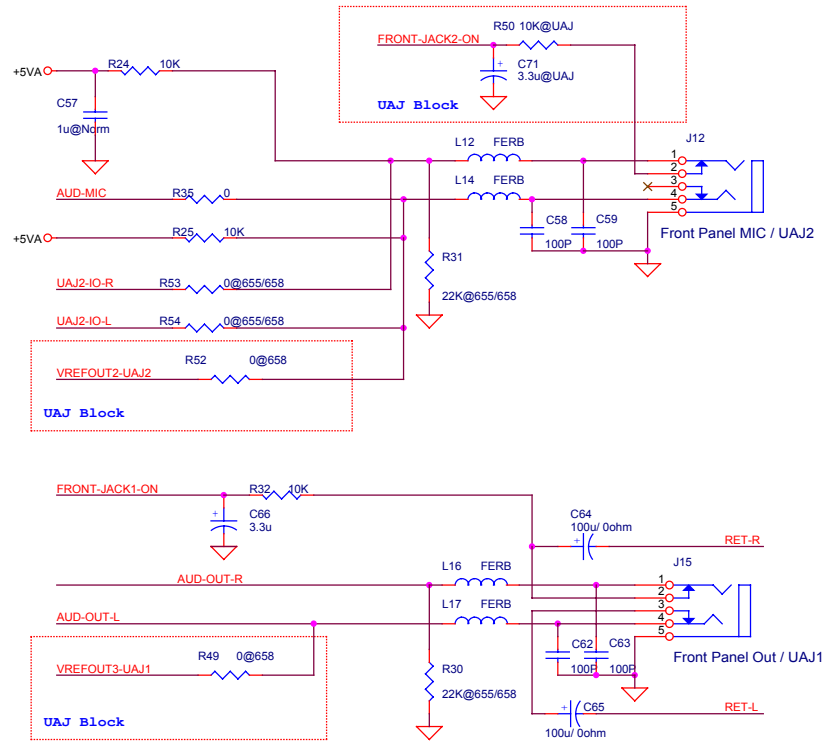 R50 10K@UAJ
FRONT-JACK2-ON
+ C71
3.3u@UAJ
UAJ Block
R24 10K
+5VA
C57
1u@Norm
J12
L12 FERB
1
2
3
4
5
L14 FERB
AUD-MIC
R35 0
C58 C59
100P 100P
Front Panel MIC / UAJ2
R25 10K
+5VA
R31
22K@655/658
UAJ2-IO-R
R53 0@655/658
UAJ2-IO-L
R54 0@655/658
R52 0@658
VREFOUT2-UAJ2
UAJ Block
FRONT-JACK1-ON
R32 10K
+ C66
3.3u
C64
100u/ 0ohm
+
RET-R
J15
L16 FERB
AUD-OUT-R
1
2
3
4
5
L17 FERB
AUD-OUT-L
C62 C63
100P 100P
Front Panel Out / UAJ1
R49 0@658
VREFOUT3-UAJ1
R30
22K@655/658
UAJ Block
+ C65
100u/ 0ohm
RET-L